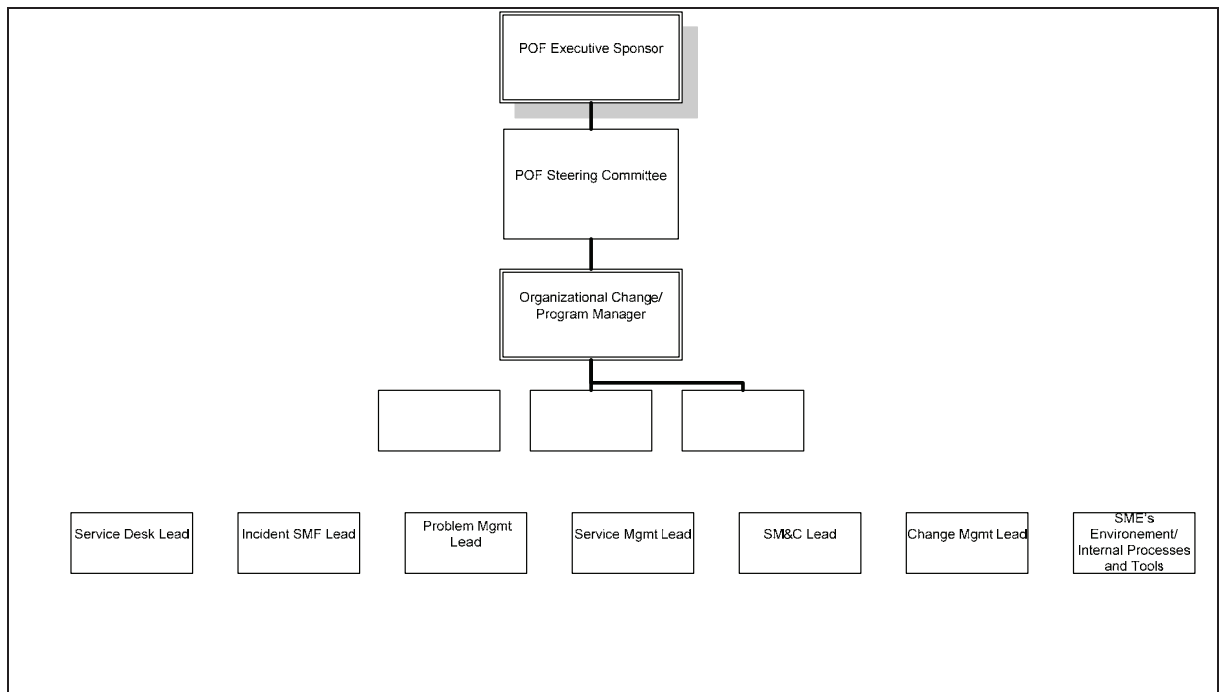 POF Executive Sponsor
POF Steering Committee
Organizational Change/
Program Manager
Service Desk Lead
Incident SMF Lead
Problem Mgmt
Lead
Service Mgmt Lead
SM&C Lead
Change Mgmt Lead
SME's
Environement/
Internal Processes
and Tools